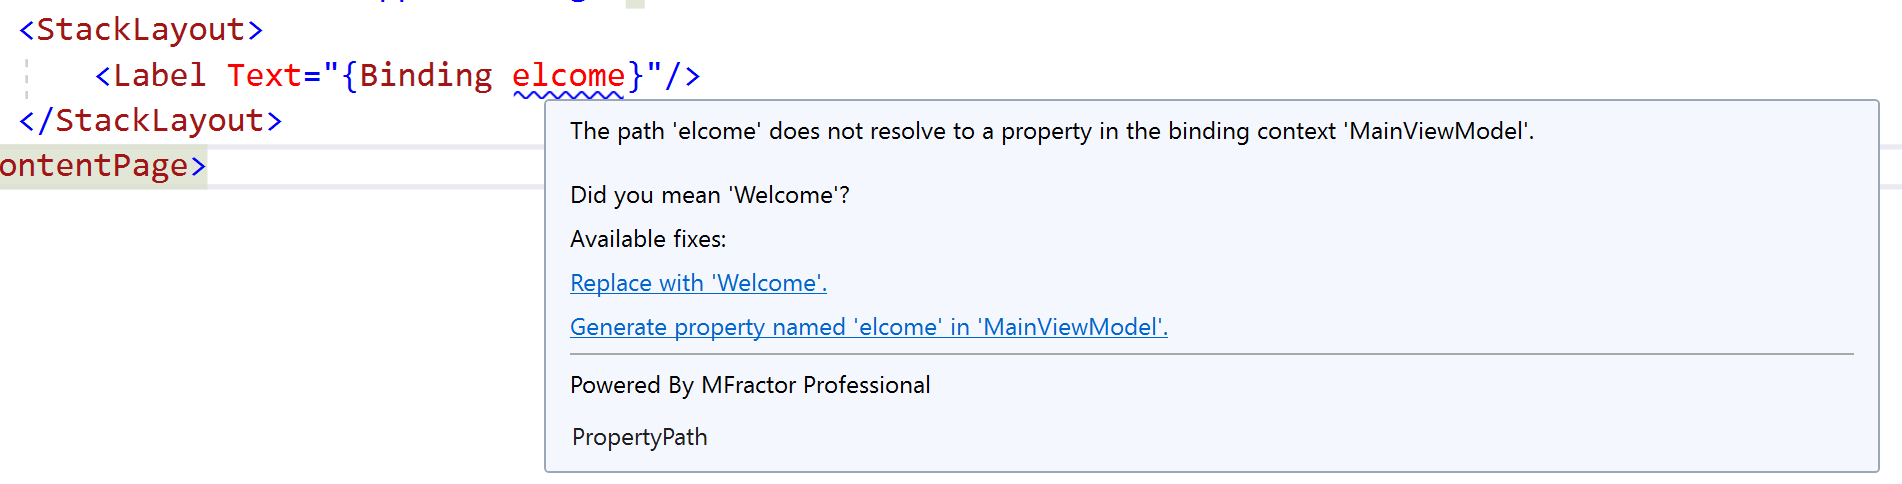 <StackLayout>
<Label Text="{Binding elcome}"/>
</StackLayout>
ontentPage>
The path 'elcome' does not resolve to a property in the binding context 'MainViewModel'.
Did you mean 'Welcome'?
Available fixes:
Replace with 'Welcome'.
Generate property named 'elcome' in 'MainViewModel'.
Powered By MFractor Professional
PropertyPath